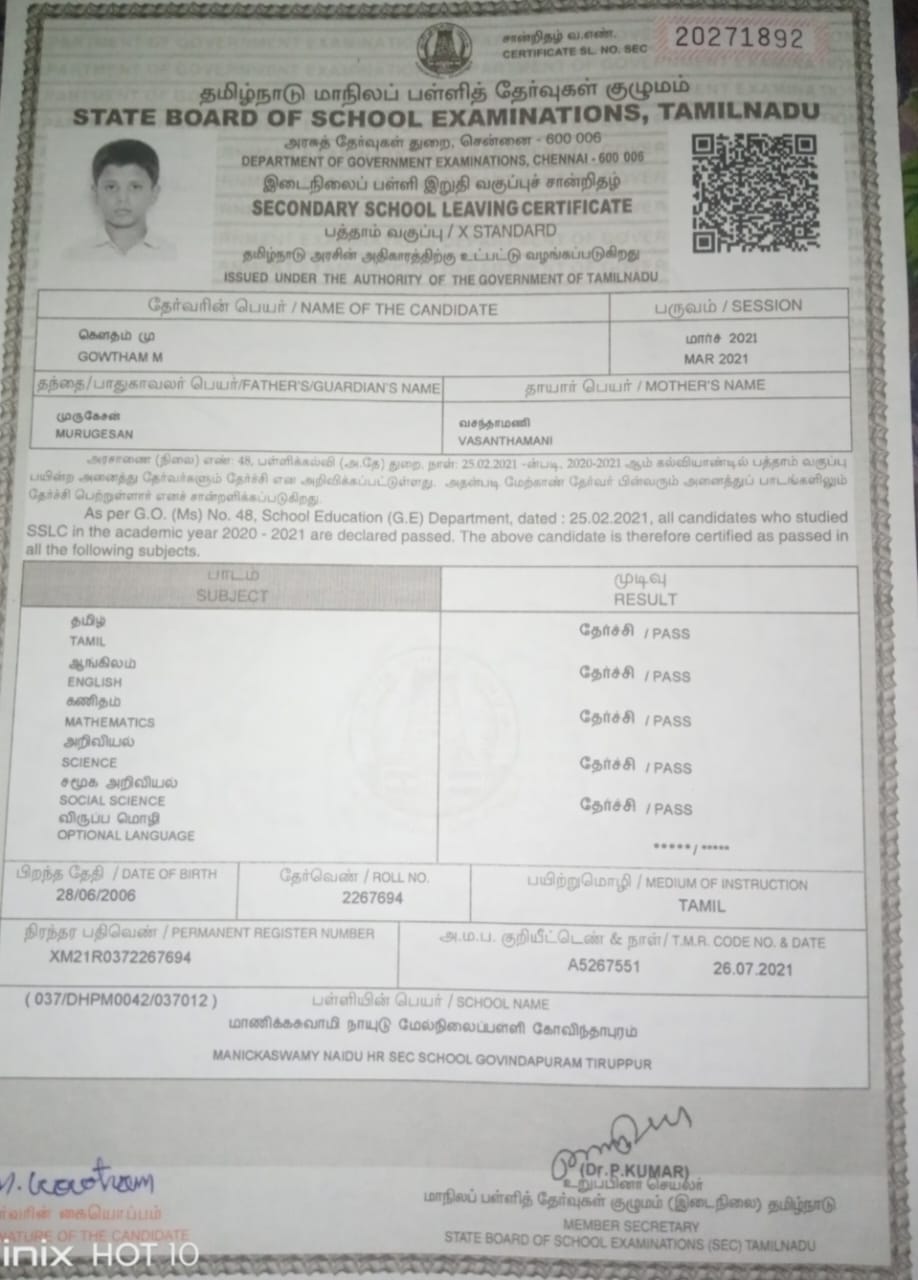 சான்றிதழ் வ.எண்.
CERTIFICATE SL. NO. SEC 20271892
தமிழ்நாடு மாநிலப் பள்ளித் தேர்வுகள் குழுமம்
STATE BOARD OF SCHOOL EXAMINATIONS, TAMILNADU
அரசுத் தேர்வுகள் துறை, சென்னை - 600 006
DEPARTMENT OF GOVERNMENT EXAMINATIONS, CHENNAI - 600 006
இடைநிலைப் பள்ளி இறுதி வகுப்புச் சான்றிதழ்
SECONDARY SCHOOL LEAVING CERTIFICATE
பத்தாம் வகுப்பு / X STANDARD
தமிழ்நாடு அரசின் அதிகாரத்திற்கு உட்பட்டு வழங்கப்படுகிறது
ISSUED UNDER THE AUTHORITY OF THE GOVERNMENT OF TAMILNADU
தேர்வரின் பெயர் / NAME OF THE CANDIDATE
பருவம் / SESSION
கௌதம் மு
GOWTHAM M
மார்ச் 2021
MAR 2021
தந்தை/பாதுகாவலர் பெயர்/FATHER'S/GUARDIAN'S NAME
தாயார் பெயர் / MOTHER'S NAME
முருகேசன்
MURUGESAN
வசந்தாமணி
VASANTHAMANI
அரசாணை (நிலை) எண்: 48, பள்ளிக்கல்வி (அ.தே) துறை, நாள்: 25.02.2021 -ன்படி, 2020-2021 ஆம் கல்வியாண்டில் பத்தாம் வகுப்பு
பயின்ற அனைத்து தேர்வர்களும் தேர்ச்சி என அறிவிக்கப்பட்டுள்ளது. அதன்படி மேற்காண் தேர்வர் பின்வரும் அனைத்துப் பாடங்களிலும்
தேர்ச்சி பெற்றுள்ளார் எனச் சான்றளிக்கப்படுகிறது.
As per G.O. (Ms) No. 48, School Education (G.E) Department, dated : 25.02.2021, all candidates who studied
SSLC in the academic year 2020 - 2021 are declared passed. The above candidate is therefore certified as passed in
all the following subjects.
பாடம்
SUBJECT
முடிவு
RESULT
தமிழ்
TAMIL
தேர்ச்சி / PASS
ஆங்கிலம்
ENGLISH
தேர்ச்சி / PASS
கணிதம்
MATHEMATICS
தேர்ச்சி / PASS
அறிவியல்
SCIENCE
தேர்ச்சி / PASS
சமூக அறிவியல்
SOCIAL SCIENCE
தேர்ச்சி / PASS
விருப்ப மொழி
OPTIONAL LANGUAGE
*****/*****
பிறந்த தேதி / DATE OF BIRTH
28/06/2006
தேர்வெண் / ROLL NO.
2267694
பயிற்றுமொழி / MEDIUM OF INSTRUCTION
TAMIL
நிரந்தர பதிவெண் / PERMANENT REGISTER NUMBER
XM21R0372267694
அ.ம.ப. குறியீட்டெண் & நாள்/ T.M.R. CODE NO. & DATE
A5267551 26.07.2021
( 037/DHPM0042/037012 ) பள்ளியின் பெயர் / SCHOOL NAME
மாணிக்கசுவாமி நாயுடு மேல்நிலைப்பள்ளி கோவிந்தாபுரம்
MANICKASWAMY NAIDU HR SEC SCHOOL GOVINDAPURAM TIRUPPUR
M. Gowtham
ர்வரின் கையொப்பம்
NATURE OF THE CANDIDATE
(Dr.P.KUMAR)
உறுப்பினர் செயலர்
மாநிலப் பள்ளித் தேர்வுகள் குழுமம் (இடைநிலை) தமிழ்நாடு
MEMBER SECRETARY
STATE BOARD OF SCHOOL EXAMINATIONS (SEC) TAMILNADU
inix HOT 10